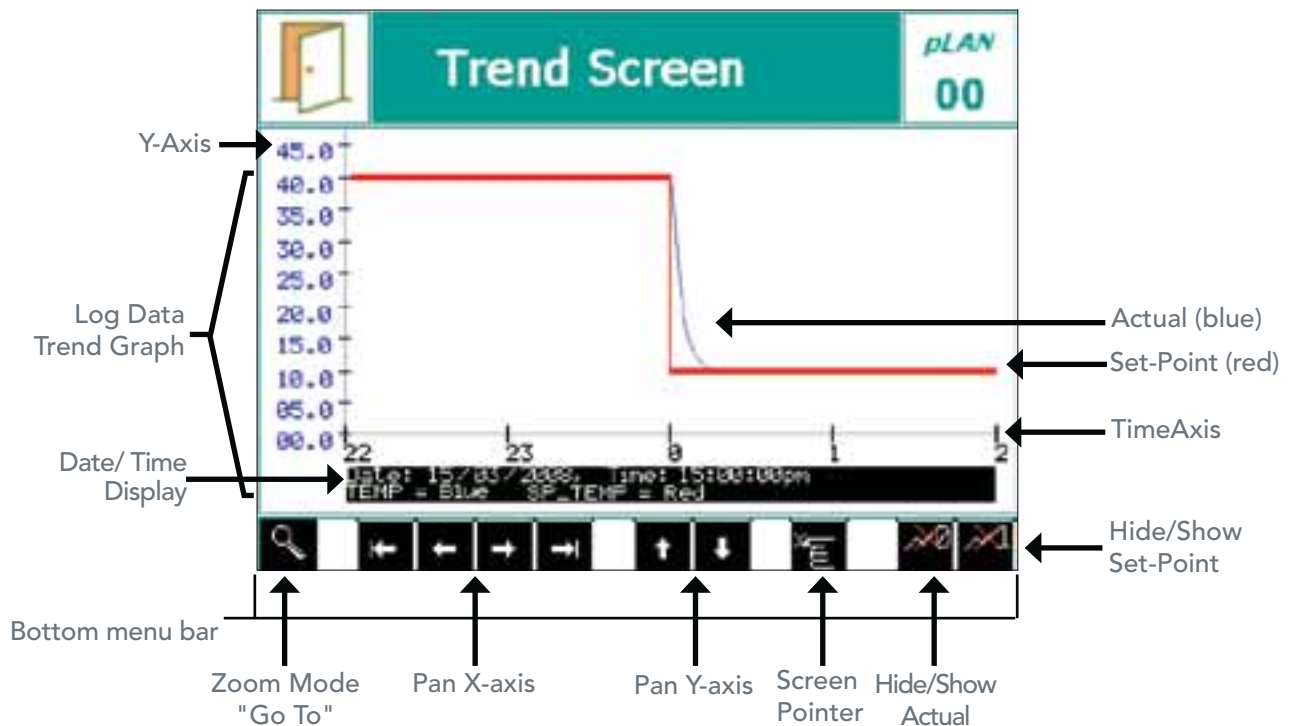 Trend Screen
pLAN
00
Y-Axis
45.0
40.0
35.0
30.0
25.0
20.0
15.0
10.0
05.0
00.0
22
23
0
1
2
Log Data
Trend Graph
Actual (blue)
Set-Point (red)
TimeAxis
Date/ Time
Display
Date: 15/03/2008, Time: 15:00:00pm
TEMP = Blue SP_TEMP = Red
0
1
Hide/Show
Set-Point
Bottom menu bar
Zoom Mode
"Go To"
Pan X-axis
Pan Y-axis
Screen
Pointer
Hide/Show
Actual